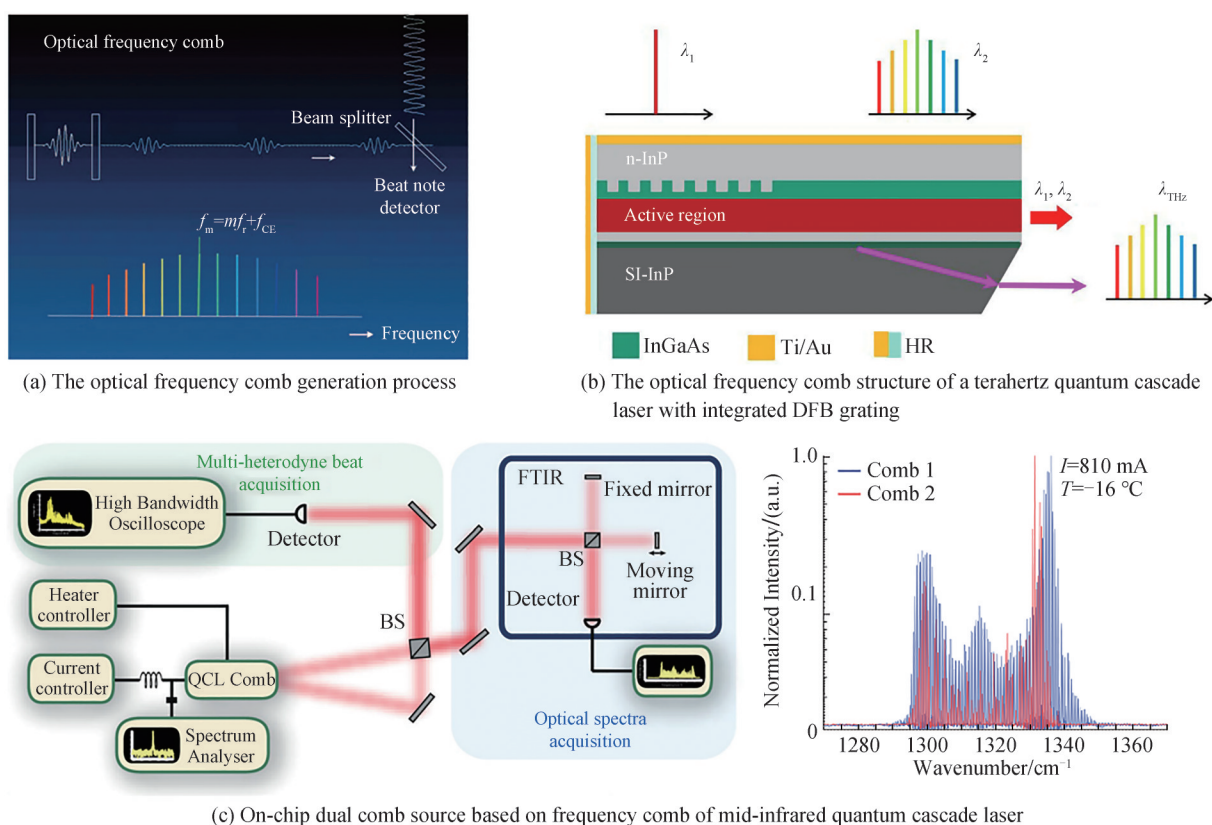 Optical frequency comb
Beam splitter
Beat note
detector
fₘ=mfᵣ+f_CE
Frequency
(a) The optical frequency comb generation process
λ₁
λ₂
n-InP
Active region
SI-InP
λ₁, λ₂
λ_THz
InGaAs
Ti/Au
HR
(b) The optical frequency comb structure of a terahertz quantum cascade
laser with integrated DFB grating
Multi-heterodyne beat
acquisition
High Bandwidth
Oscilloscope
Detector
Heater
controller
Current
controller
QCL Comb
Spectrum
Analyser
BS
FTIR
Fixed mirror
BS
Moving
mirror
Detector
Optical spectra
acquisition
Normalized Intensity/(a.u.)
1.0
0.1
0
Comb 1
Comb 2
I=810 mA
T=−16 ℃
1280 1300 1320 1340 1360
Wavenumber/cm⁻¹
(c) On-chip dual comb source based on frequency comb of mid-infrared quantum cascade laser